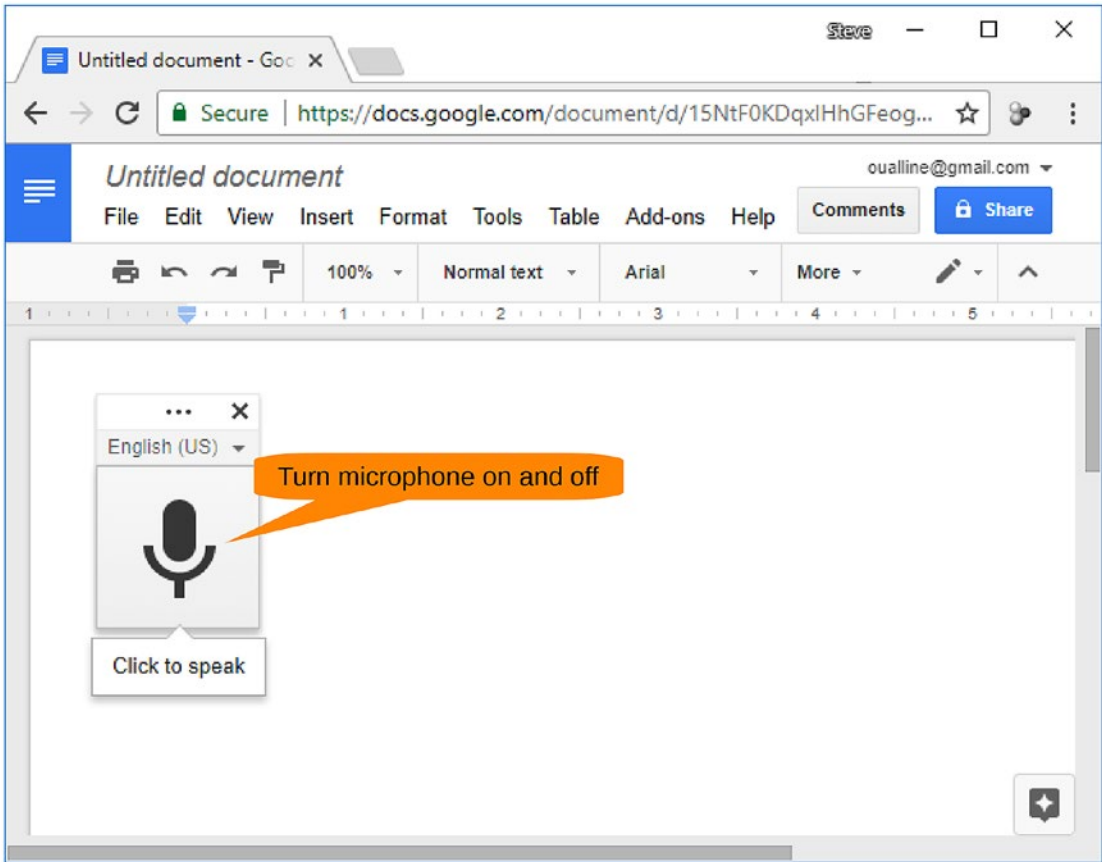 Steve
Untitled document - Goo
Secure | https://docs.google.com/document/d/15NtF0KDqxlHhGFeog...
oualline@gmail.com
Untitled document
File Edit View Insert Format Tools Table Add-ons Help Comments Share
100% Normal text Arial More
1 1 2 3 4 5
English (US)
Turn microphone on and off
Click to speak